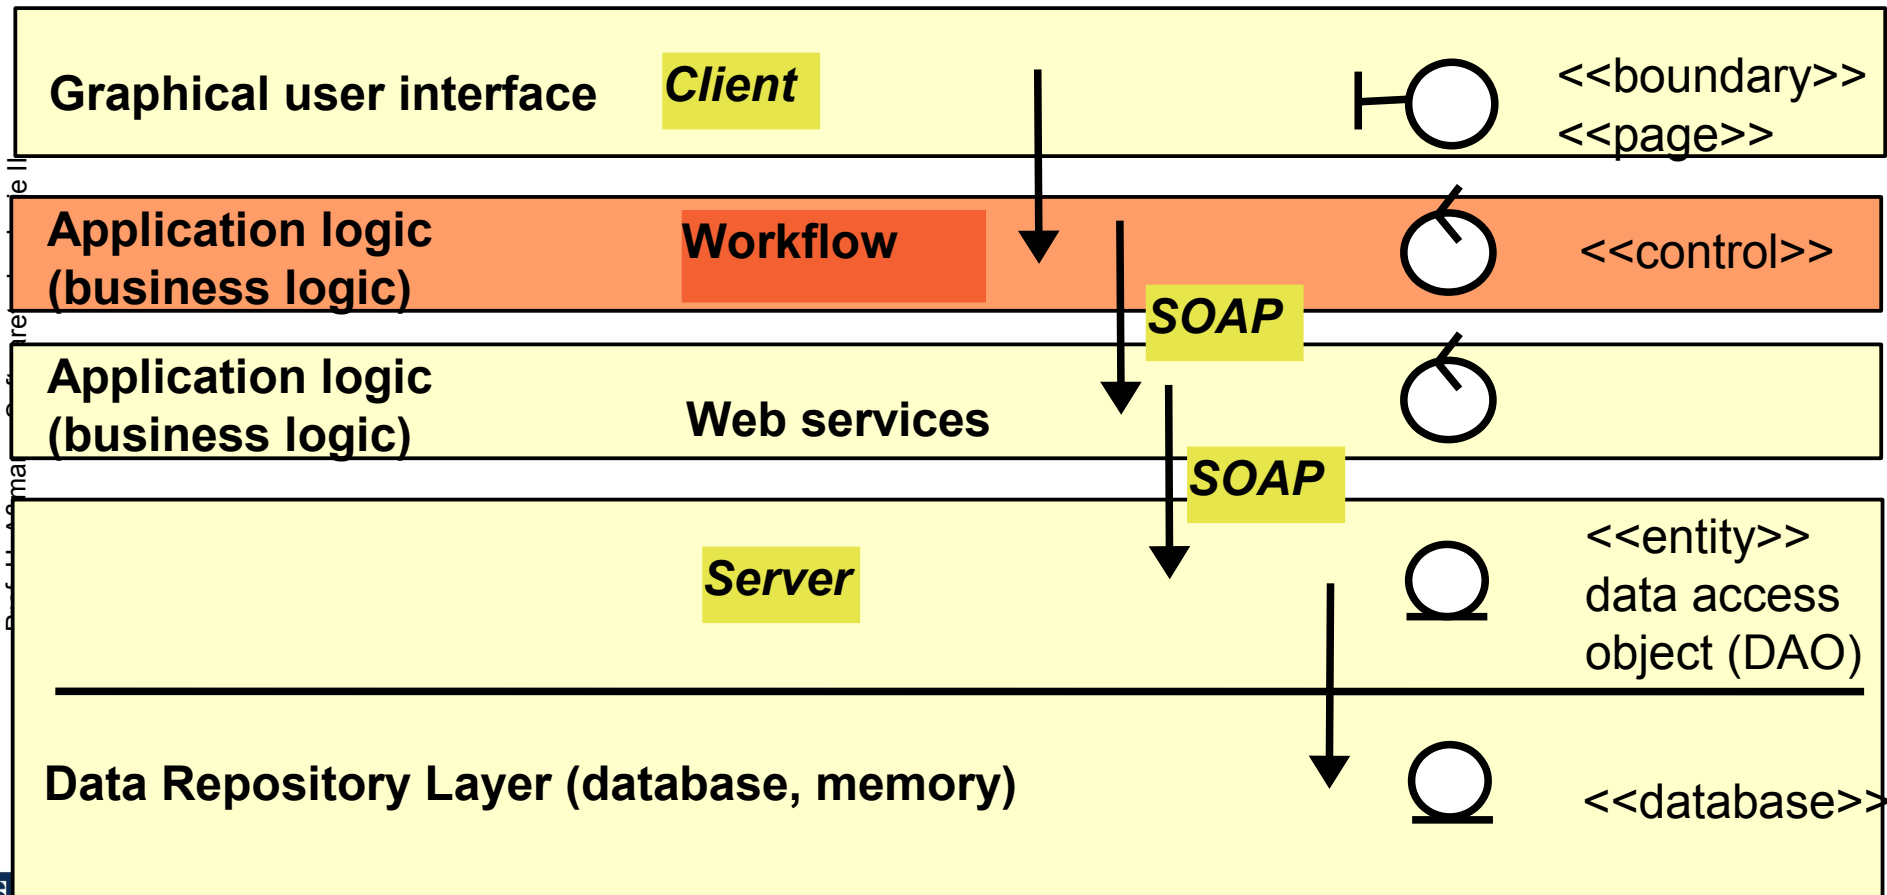 Graphical user interface
Client
<<boundary>>
<<page>>
Application logic
(business logic)
Workflow
<<control>>
SOAP
Application logic
(business logic)
Web services
SOAP
Server
<<entity>>
data access
object (DAO)
Data Repository Layer (database, memory)
<<database>>